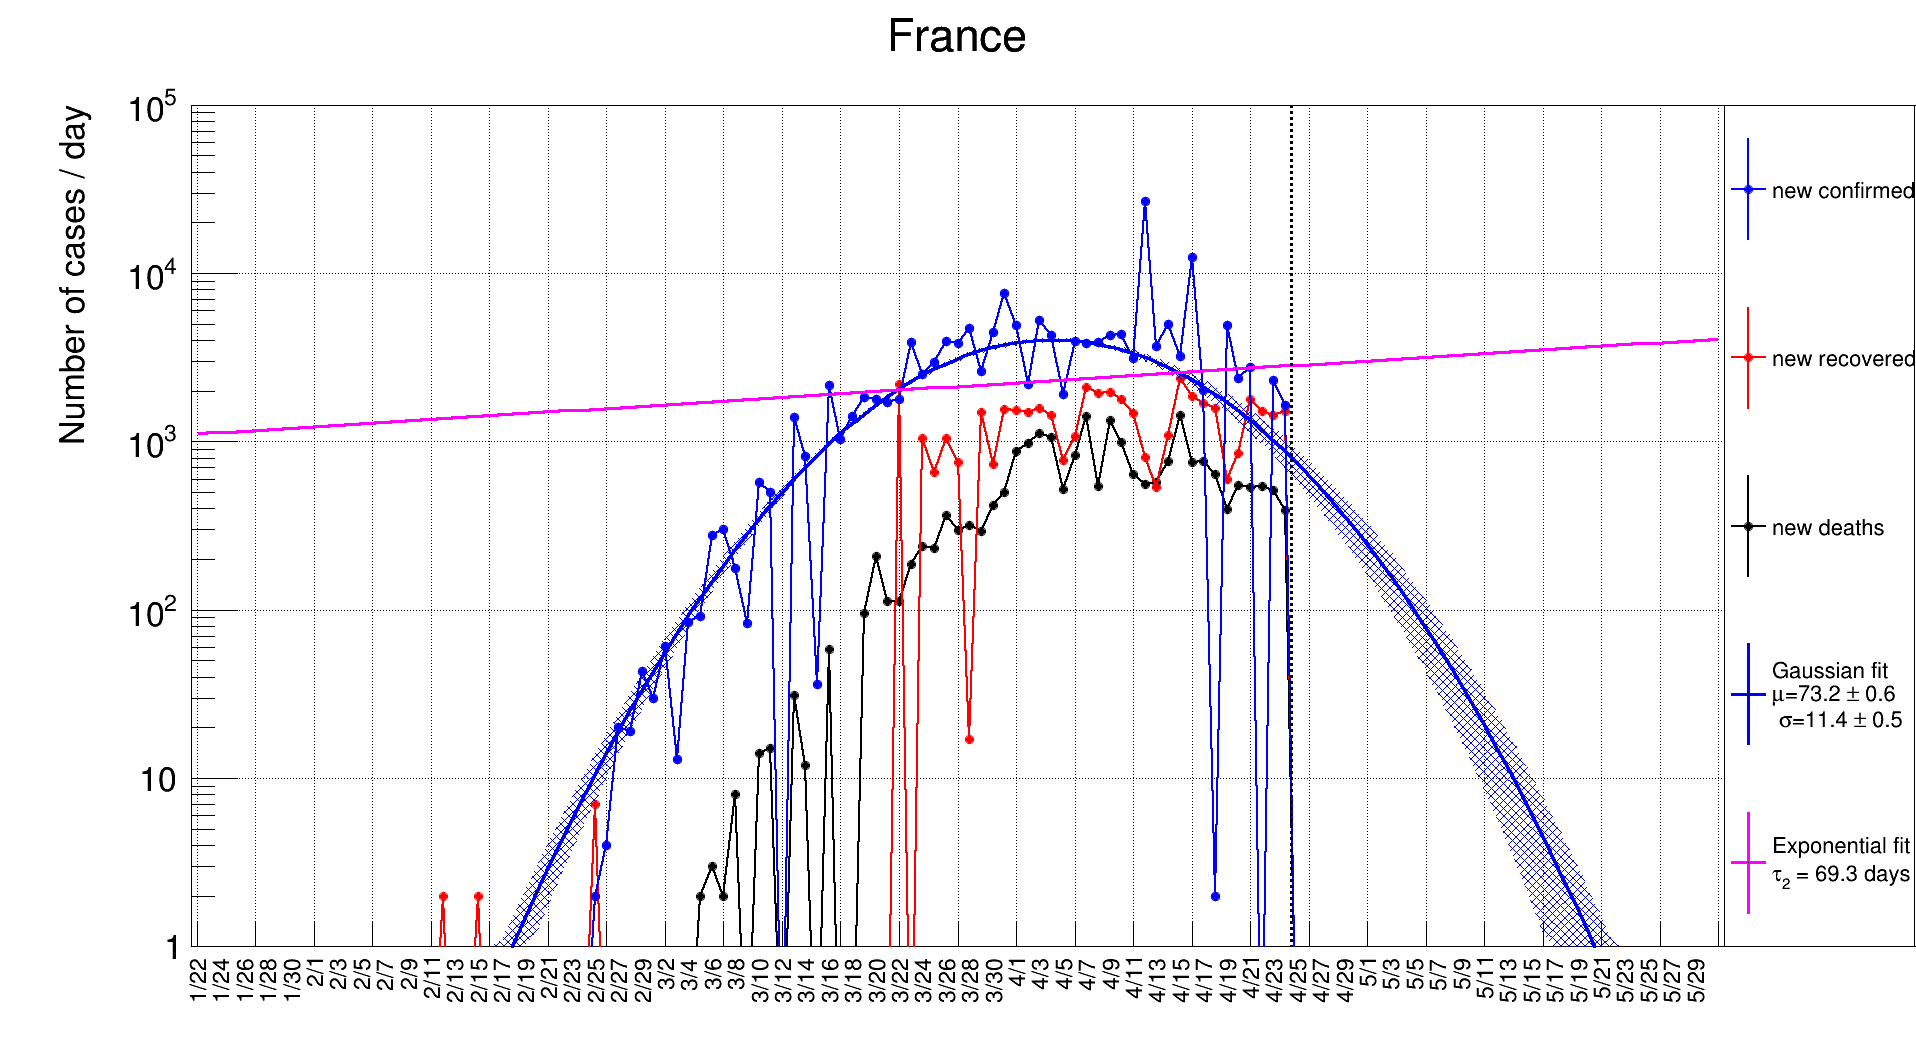 France
Number of cases / day
10^5
10^4
10^3
10^2
10
1
1/22 1/24 1/26 1/28 1/30 2/1 2/3 2/5 2/7 2/9 2/11 2/13 2/15 2/17 2/19 2/21 2/23 2/25 2/27 2/29 3/2 3/4 3/6 3/8 3/10 3/12 3/14 3/16 3/18 3/20 3/22 3/24 3/26 3/28 3/30 4/1 4/3 4/5 4/7 4/9 4/11 4/13 4/15 4/17 4/19 4/21 4/23 4/25 4/27 4/29 5/1 5/3 5/5 5/7 5/9 5/11 5/13 5/15 5/17 5/19 5/21 5/23 5/25 5/27 5/29
new confirmed
new recovered
new deaths
Gaussian fit
μ=73.2 ± 0.6
σ=11.4 ± 0.5
Exponential fit
τ₂ = 69.3 days